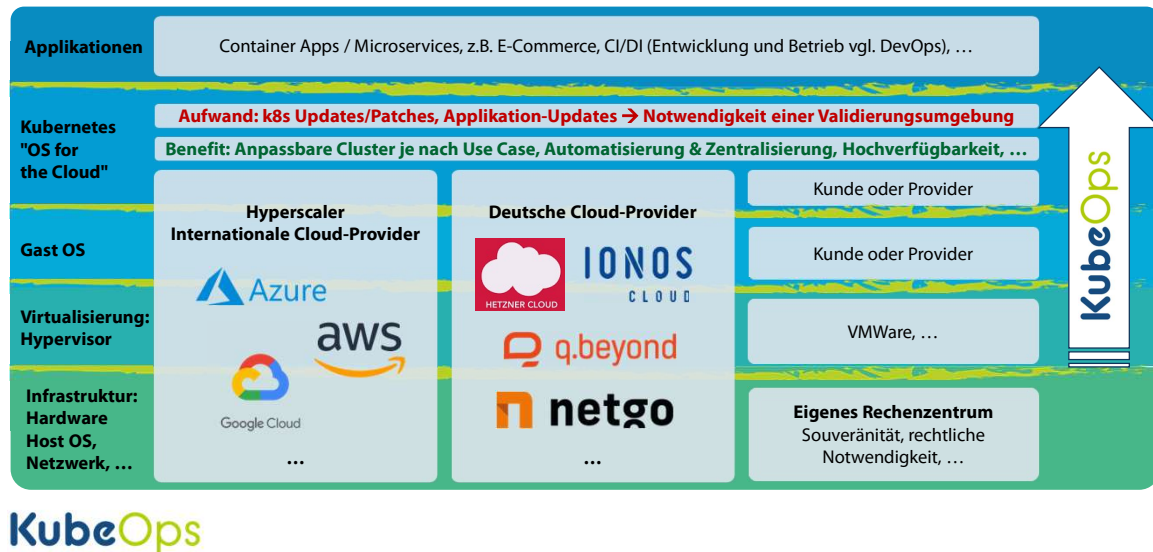 Applikationen
Container Apps / Microservices, z.B. E-Commerce, CI/DI (Entwicklung und Betrieb vgl. DevOps), …
Kubernetes
"OS for
the Cloud"
Aufwand: k8s Updates/Patches, Applikation-Updates → Notwendigkeit einer Validierungsumgebung
Benefit: Anpassbare Cluster je nach Use Case, Automatisierung & Zentralisierung, Hochverfügbarkeit, …
Hyperscaler
Internationale Cloud-Provider
Azure
aws
Google Cloud
…
Deutsche Cloud-Provider
HETZNER CLOUD
IONOS
CLOUD
q.beyond
netgo
…
Kunde oder Provider
Gast OS
Kunde oder Provider
Virtualisierung:
Hypervisor
VMWare, …
Infrastruktur:
Hardware
Host OS,
Netzwerk, …
Eigenes Rechenzentrum
Souveränität, rechtliche
Notwendigkeit, …
KubeOps
KubeOps